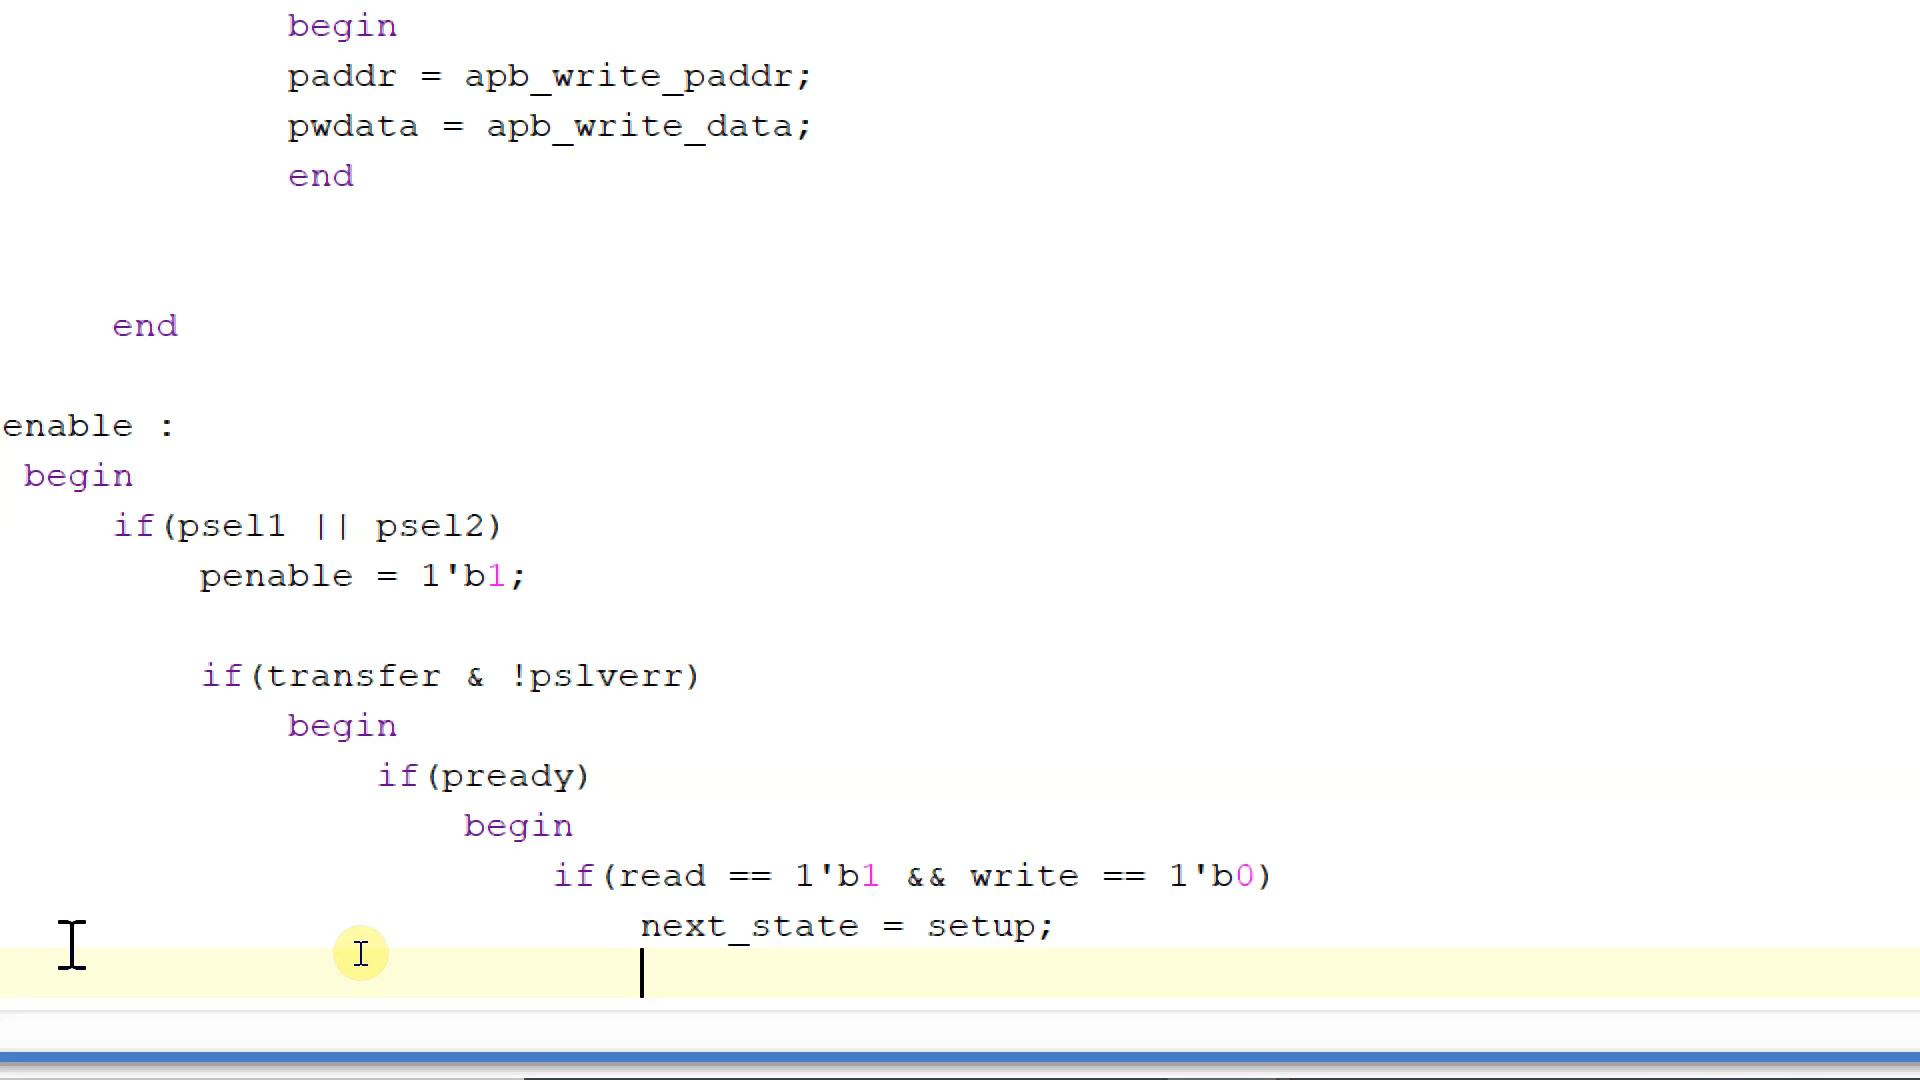 begin
paddr = apb_write_paddr;
pwdata = apb_write_data;
end
end
enable :
begin
if(psel1 || psel2)
penable = 1'b1;
if(transfer & !pslverr)
begin
if(pready)
begin
if(read == 1'b1 && write == 1'b0)
next_state = setup;